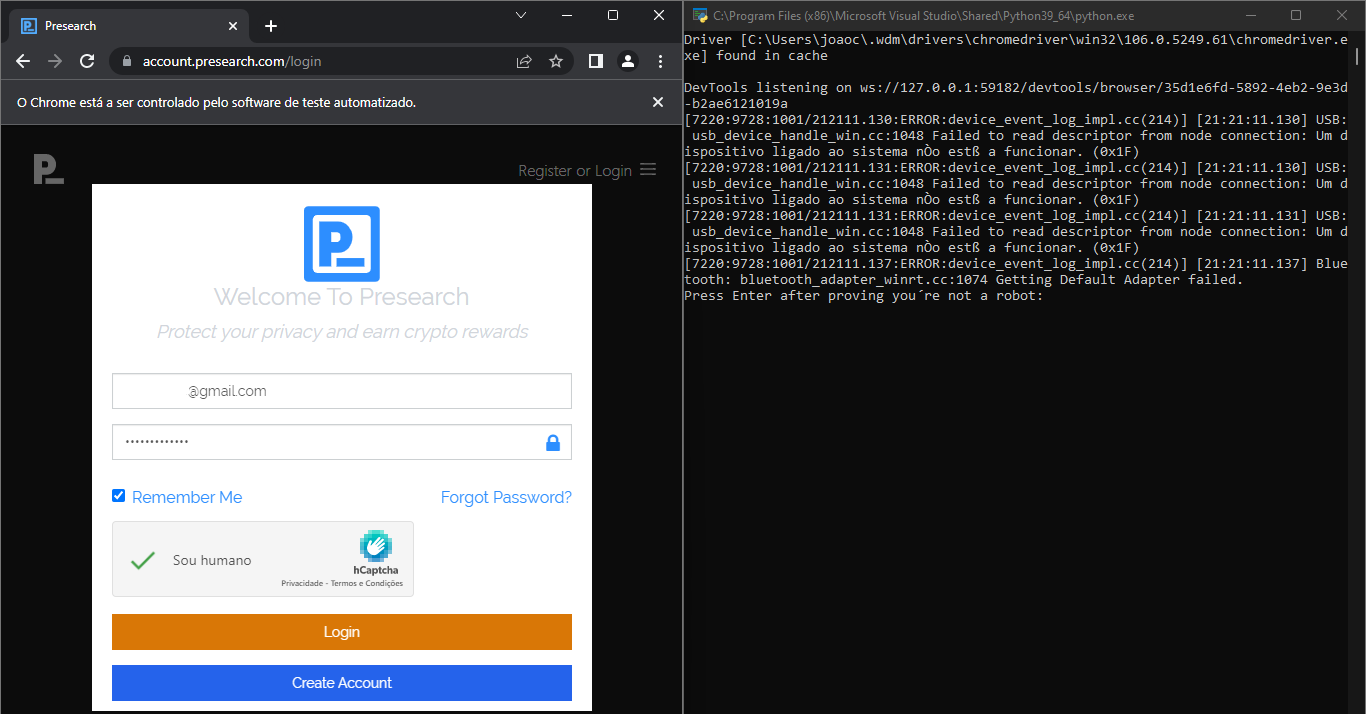 Presearch
account.presearch.com/login
O Chrome está a ser controlado pelo software de teste automatizado.
Register or Login
Welcome To Presearch
Protect your privacy and earn crypto rewards
@gmail.com
•••••••••••••
Remember Me
Forgot Password?
Sou humano
hCaptcha
Privacidade - Termos e Condições
Login
Create Account
C:\Program Files (x86)\Microsoft Visual Studio\Shared\Python39_64\python.exe
Driver [C:\Users\joaoc\.wdm\drivers\chromedriver\win32\106.0.5249.61\chromedriver.e
xe] found in cache
DevTools listening on ws://127.0.0.1:59182/devtools/browser/35d1e6fd-5892-4eb2-9e3d
-b2ae6121019a
[7220:9728:1001/212111.130:ERROR:device_event_log_impl.cc(214)] [21:21:11.130] USB:
usb_device_handle_win.cc:1048 Failed to read descriptor from node connection: Um d
ispositivo ligado ao sistema nÒo estß a funcionar. (0x1F)
[7220:9728:1001/212111.131:ERROR:device_event_log_impl.cc(214)] [21:21:11.130] USB:
usb_device_handle_win.cc:1048 Failed to read descriptor from node connection: Um d
ispositivo ligado ao sistema nÒo estß a funcionar. (0x1F)
[7220:9728:1001/212111.131:ERROR:device_event_log_impl.cc(214)] [21:21:11.131] USB:
usb_device_handle_win.cc:1048 Failed to read descriptor from node connection: Um d
ispositivo ligado ao sistema nÒo estß a funcionar. (0x1F)
[7220:9728:1001/212111.137:ERROR:device_event_log_impl.cc(214)] [21:21:11.137] Blue
tooth: bluetooth_adapter_winrt.cc:1074 Getting Default Adapter failed.
Press Enter after proving you´re not a robot: